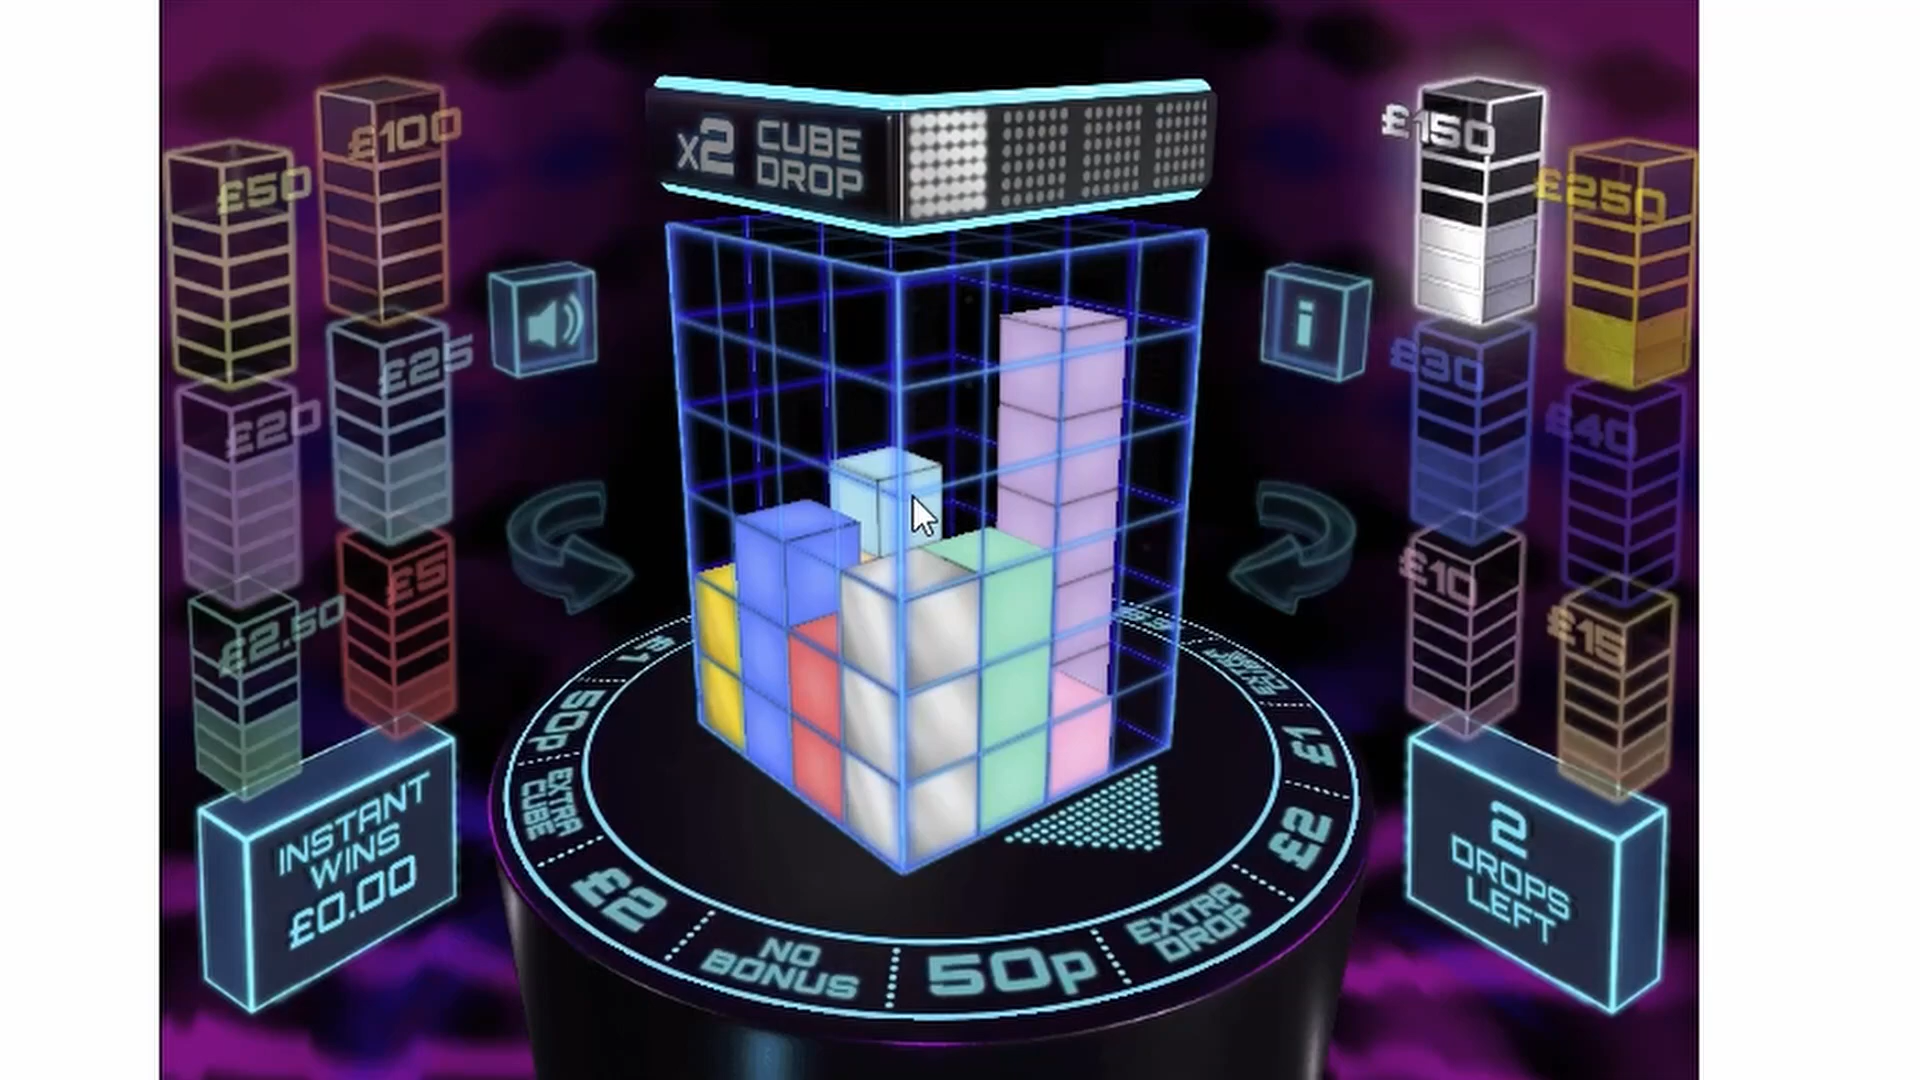 x2 CUBE
DROP
£50
£100
£150
£250
£20
£25
£30
£40
£2.50
£5
£10
£15
INSTANT
WINS
£0.00
2
DROPS
LEFT
£1
50p
EXTRA
CUBE
£2
NO
BONUS
50p
EXTRA
DROP
£2
£1
i